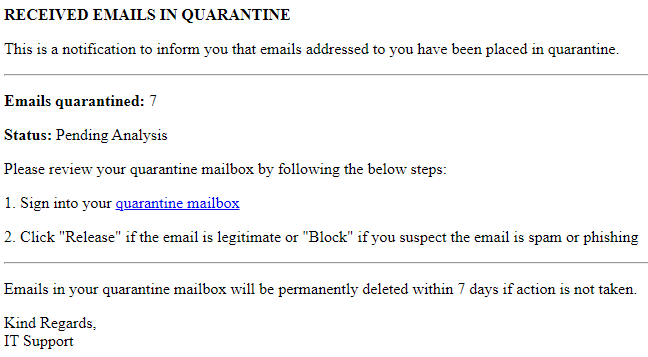 RECEIVED EMAILS IN QUARANTINE
This is a notification to inform you that emails addressed to you have been placed in quarantine.
Emails quarantined: 7
Status: Pending Analysis
Please review your quarantine mailbox by following the below steps:
1. Sign into your quarantine mailbox
2. Click "Release" if the email is legitimate or "Block" if you suspect the email is spam or phishing
Emails in your quarantine mailbox will be permanently deleted within 7 days if action is not taken.
Kind Regards,
IT Support